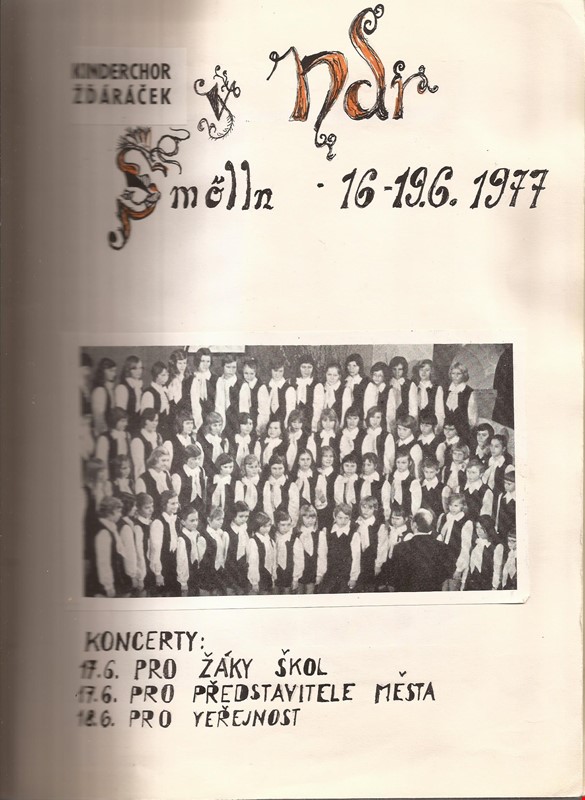 KINDERCHOR
ŽĎÁRÁČEK
v NDR
Smölln - 16-19.6. 1977
KONCERTY:
17.6. PRO ŽÁKY ŠKOL
17.6. PRO PŘEDSTAVITELE MĚSTA
18.6. PRO VEŘEJNOST